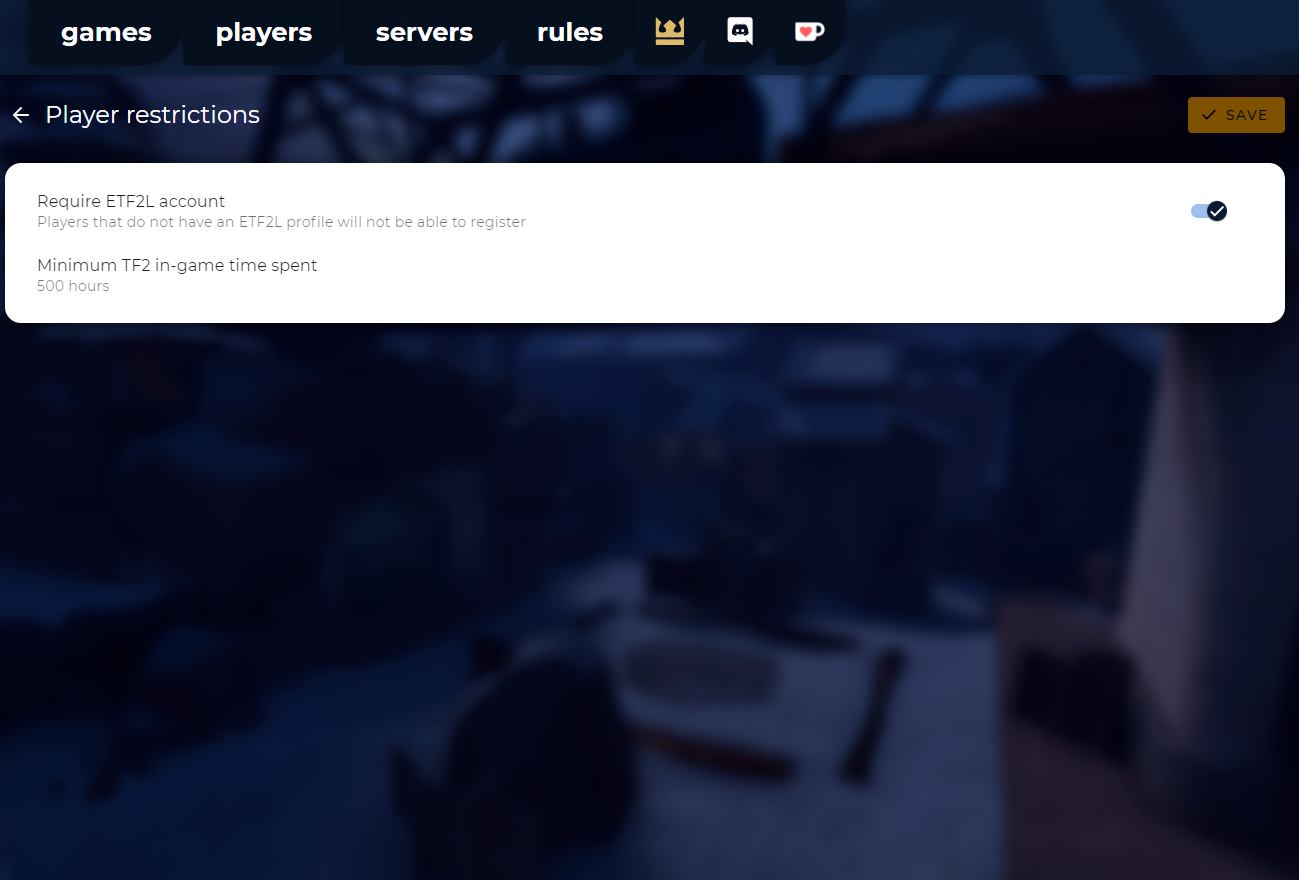 games players servers rules
Player restrictions
SAVE
Require ETF2L account
Players that do not have an ETF2L profile will not be able to register
Minimum TF2 in-game time spent
500 hours